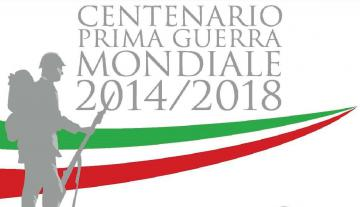 CENTENARIO
PRIMA GUERRA
MONDIALE
2014/2018